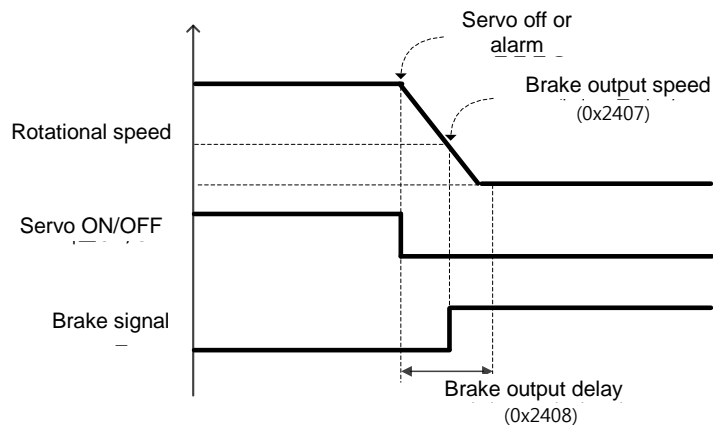 Servo off or
alarm
Brake output speed
(0x2407)
Rotational speed
Servo ON/OFF
Brake signal
Brake output delay
(0x2408)